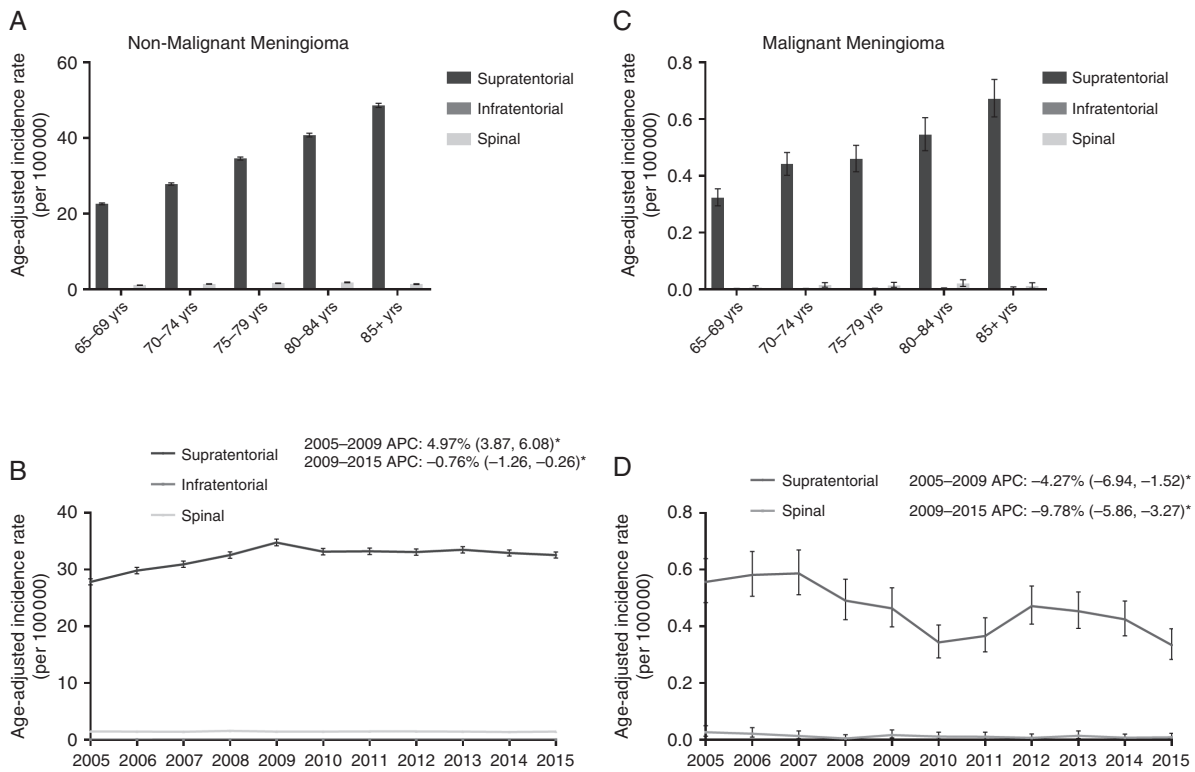 A
Non-Malignant Meningioma
Age-adjusted incidence rate
(per 100 000)
60
40
20
0
65–69 yrs
70–74 yrs
75–79 yrs
80–84 yrs
85+ yrs
Supratentorial
Infratentorial
Spinal
C
Malignant Meningioma
Age-adjusted incidence rate
(per 100 000)
0.8
0.6
0.4
0.2
0.0
65–69 yrs
70–74 yrs
75–79 yrs
80–84 yrs
85+ yrs
Supratentorial
Infratentorial
Spinal
B
Supratentorial
Infratentorial
Spinal
2005–2009 APC: 4.97% (3.87, 6.08)*
2009–2015 APC: –0.76% (–1.26, –0.26)*
Age-adjusted incidence rate
(per 100 000)
40
30
20
10
0
2005 2006 2007 2008 2009 2010 2011 2012 2013 2014 2015
D
Supratentorial
Spinal
2005–2009 APC: –4.27% (–6.94, –1.52)*
2009–2015 APC: –9.78% (–5.86, –3.27)*
Age-adjusted incidence rate
(per 100 000)
0.8
0.6
0.4
0.2
0.0
2005 2006 2007 2008 2009 2010 2011 2012 2013 2014 2015